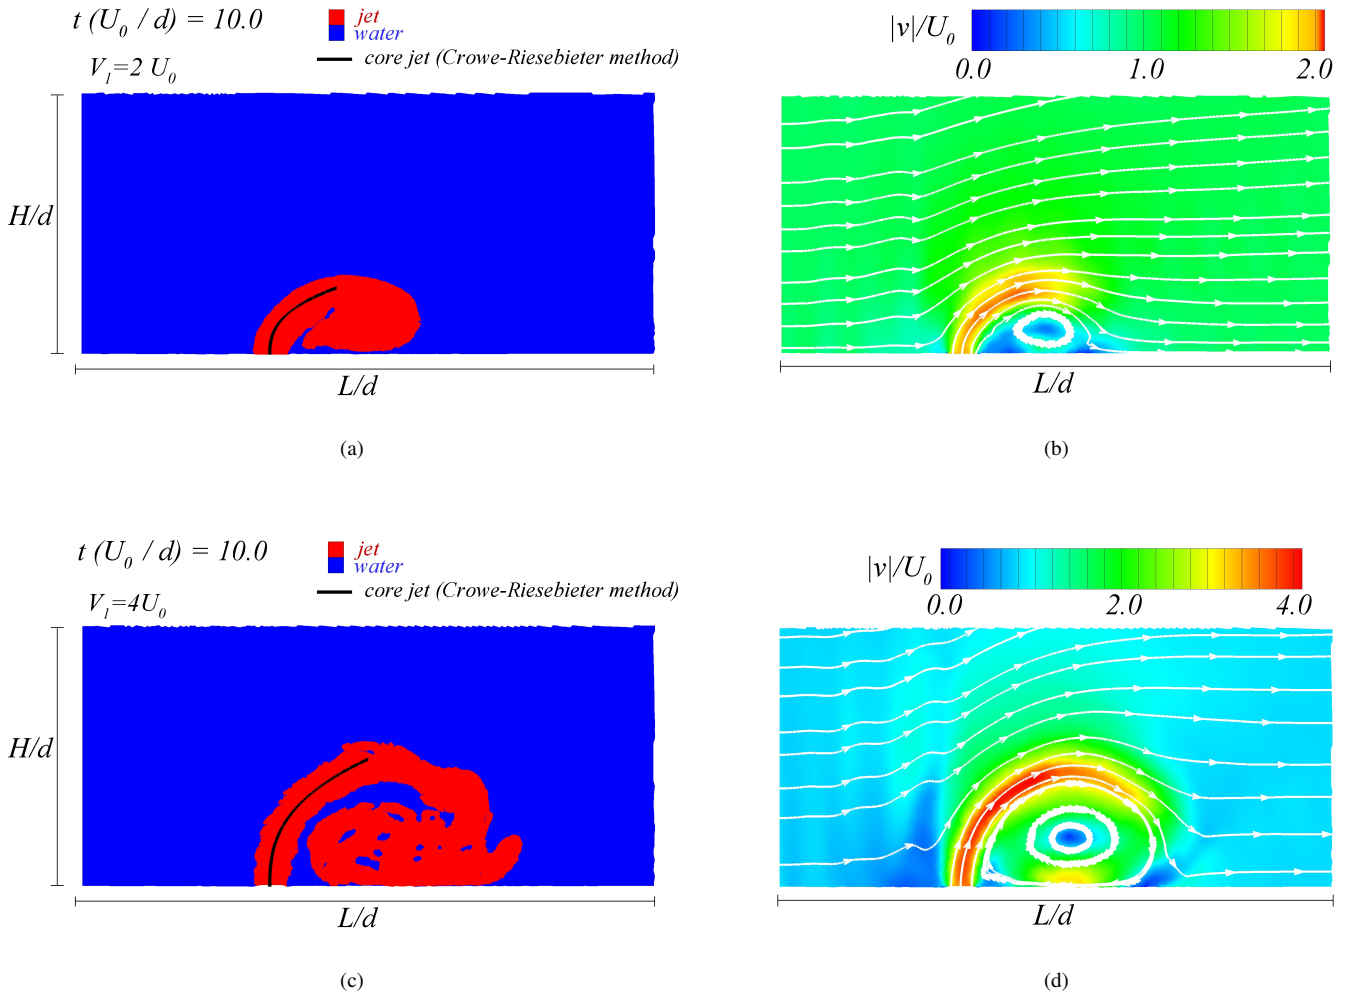 t (U₀ / d) = 10.0
jet
water
core jet (Crowe-Riesebieter method)
V₁=2 U₀
H/d
L/d
(a)
|v|/U₀
0.0 1.0 2.0
L/d
(b)
t (U₀ / d) = 10.0
jet
water
core jet (Crowe-Riesebieter method)
V₁=4U₀
H/d
L/d
(c)
|v|/U₀
0.0 2.0 4.0
L/d
(d)